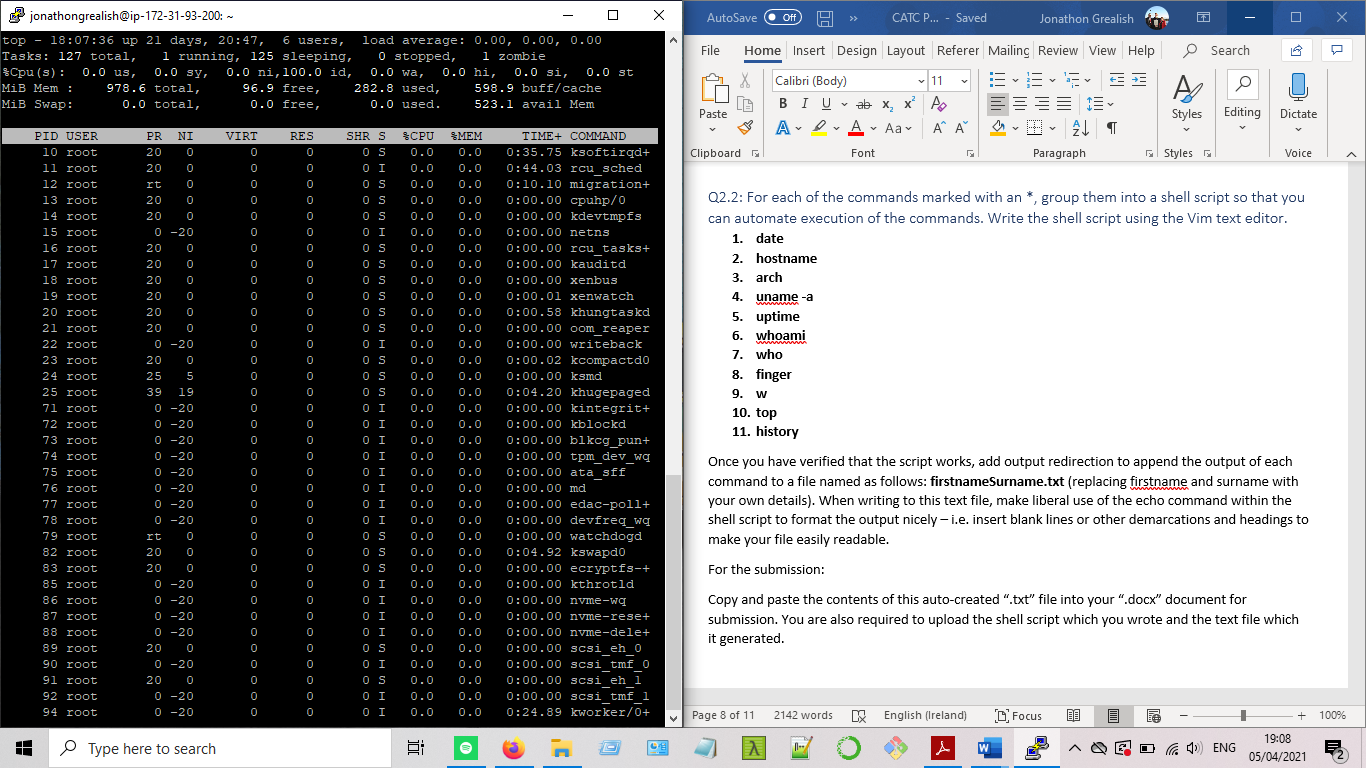 jonathongrealish@ip-172-31-93-200: ~
top - 18:07:36 up 21 days, 20:47,  6 users,  load average: 0.00, 0.00, 0.00
Tasks: 127 total,   1 running, 125 sleeping,   0 stopped,   1 zombie
%Cpu(s):  0.0 us,  0.0 sy,  0.0 ni,100.0 id,  0.0 wa,  0.0 hi,  0.0 si,  0.0 st
MiB Mem :    978.6 total,     96.9 free,    282.8 used,    598.9 buff/cache
MiB Swap:      0.0 total,      0.0 free,      0.0 used.    523.1 avail Mem
PID USER PR NI VIRT RES SHR S %CPU %MEM TIME+ COMMAND
10 root 20 0 0 0 0 S 0.0 0.0 0:35.75 ksoftirqd+
11 root 20 0 0 0 0 I 0.0 0.0 0:44.03 rcu_sched
12 root rt 0 0 0 0 S 0.0 0.0 0:10.10 migration+
13 root 20 0 0 0 0 S 0.0 0.0 0:00.00 cpuhp/0
14 root 20 0 0 0 0 S 0.0 0.0 0:00.00 kdevtmpfs
15 root 0 -20 0 0 0 I 0.0 0.0 0:00.00 netns
16 root 20 0 0 0 0 S 0.0 0.0 0:00.00 rcu_tasks+
17 root 20 0 0 0 0 S 0.0 0.0 0:00.00 kauditd
18 root 20 0 0 0 0 S 0.0 0.0 0:00.00 xenbus
19 root 20 0 0 0 0 S 0.0 0.0 0:00.01 xenwatch
20 root 20 0 0 0 0 S 0.0 0.0 0:00.58 khungtaskd
21 root 20 0 0 0 0 S 0.0 0.0 0:00.00 oom_reaper
22 root 0 -20 0 0 0 I 0.0 0.0 0:00.00 writeback
23 root 20 0 0 0 0 S 0.0 0.0 0:00.02 kcompactd0
24 root 25 5 0 0 0 S 0.0 0.0 0:00.00 ksmd
25 root 39 19 0 0 0 S 0.0 0.0 0:04.20 khugepaged
71 root 0 -20 0 0 0 I 0.0 0.0 0:00.00 kintegrit+
72 root 0 -20 0 0 0 I 0.0 0.0 0:00.00 kblockd
73 root 0 -20 0 0 0 I 0.0 0.0 0:00.00 blkcg_pun+
74 root 0 -20 0 0 0 I 0.0 0.0 0:00.00 tpm_dev_wq
75 root 0 -20 0 0 0 I 0.0 0.0 0:00.00 ata_sff
76 root 0 -20 0 0 0 I 0.0 0.0 0:00.00 md
77 root 0 -20 0 0 0 I 0.0 0.0 0:00.00 edac-poll+
78 root 0 -20 0 0 0 I 0.0 0.0 0:00.00 devfreq_wq
79 root rt 0 0 0 0 S 0.0 0.0 0:00.00 watchdogd
82 root 20 0 0 0 0 S 0.0 0.0 0:04.92 kswapd0
83 root 20 0 0 0 0 S 0.0 0.0 0:00.00 ecryptfs-+
85 root 0 -20 0 0 0 I 0.0 0.0 0:00.00 kthrotld
86 root 0 -20 0 0 0 I 0.0 0.0 0:00.00 nvme-wq
87 root 0 -20 0 0 0 I 0.0 0.0 0:00.00 nvme-rese+
88 root 0 -20 0 0 0 I 0.0 0.0 0:00.00 nvme-dele+
89 root 20 0 0 0 0 S 0.0 0.0 0:00.00 scsi_eh_0
90 root 0 -20 0 0 0 I 0.0 0.0 0:00.00 scsi_tmf_0
91 root 20 0 0 0 0 S 0.0 0.0 0:00.00 scsi_eh_1
92 root 0 -20 0 0 0 I 0.0 0.0 0:00.00 scsi_tmf_1
94 root 0 -20 0 0 0 I 0.0 0.0 0:24.89 kworker/0+
AutoSave Off » CATC P... - Saved Jonathon Grealish
File Home Insert Design Layout Referer Mailing Review View Help Search
Calibri (Body) 11
Paste Styles Editing Dictate
Clipboard Font Paragraph Styles Voice
Q2.2: For each of the commands marked with an *, group them into a shell script so that you
can automate execution of the commands. Write the shell script using the Vim text editor.
1. date
2. hostname
3. arch
4. uname -a
5. uptime
6. whoami
7. who
8. finger
9. w
10. top
11. history
Once you have verified that the script works, add output redirection to append the output of each
command to a file named as follows: firstnameSurname.txt (replacing firstname and surname with
your own details). When writing to this text file, make liberal use of the echo command within the
shell script to format the output nicely – i.e. insert blank lines or other demarcations and headings to
make your file easily readable.
For the submission:
Copy and paste the contents of this auto-created “.txt” file into your “.docx” document for
submission. You are also required to upload the shell script which you wrote and the text file which
it generated.
Page 8 of 11 2142 words English (Ireland) Focus 100%
Type here to search
ENG 19:08
05/04/2021
2